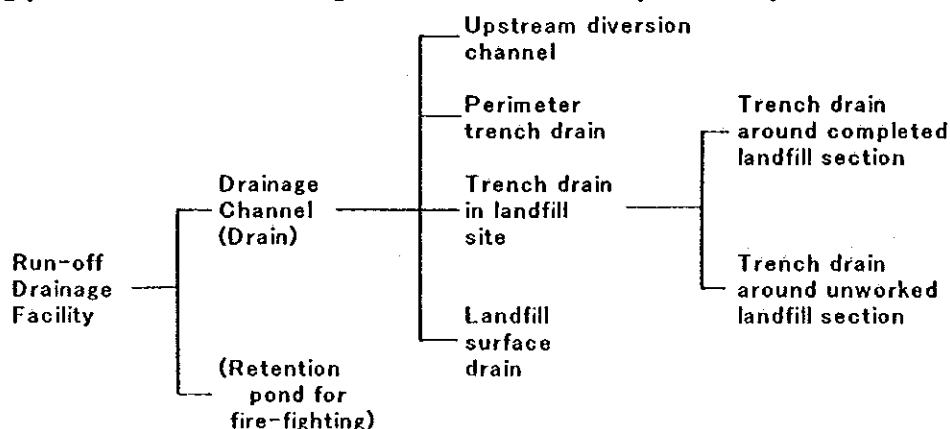 Upstream diversion
channel
Perimeter
trench drain
Trench drain
around completed
landfill section
Drainage
Channel
(Drain)
Trench drain
in landfill
site
Run-off
Drainage
Facility
Trench drain
around unworked
landfill section
Landfill
surface
drain
(Retention
pond for
fire-fighting)